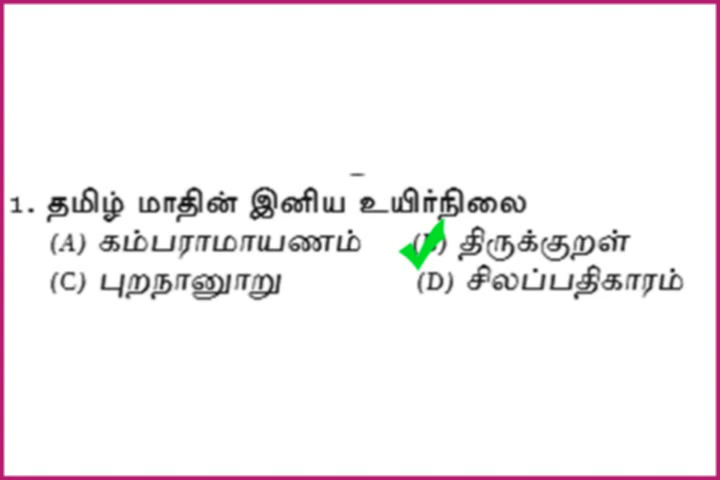 1. தமிழ் மாதின் இனிய உயிர்நிலை
(A) கம்பராமாயணம் (B) திருக்குறள்
(C) புறநானூறு (D) சிலப்பதிகாரம்